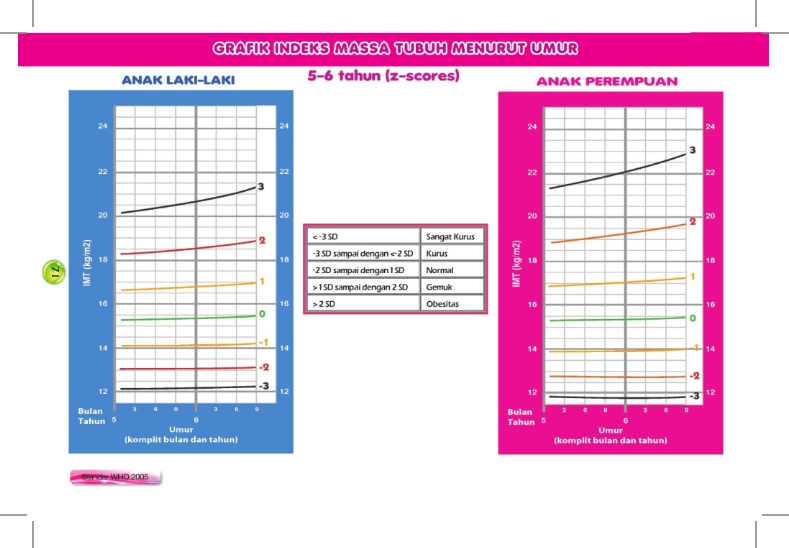 GRAFIK INDEKS MASSA TUBUH MENURUT UMUR
5-6 tahun (z-scores)
ANAK LAKI-LAKI
24 24
22 22
20 20
18 18
16 16
14 14
12 12
3
2
1
0
-1
-2
-3
IMT (kg/m2)
Bulan 3 6 9 3 6 9
Tahun 5 6
Umur
(komplit bulan dan tahun)
< -3 SD Sangat Kurus
-3 SD sampai dengan <-2 SD Kurus
-2 SD sampai dengan 1 SD Normal
> 1 SD sampai dengan 2 SD Gemuk
> 2 SD Obesitas
ANAK PEREMPUAN
24 24
22 22
20 20
18 18
16 16
14 14
12 12
3
2
1
0
-1
-2
-3
IMT (kg/m2)
Bulan 3 6 9 3 6 9
Tahun 5 6
Umur
(komplit bulan dan tahun)
Standar WHO 2005